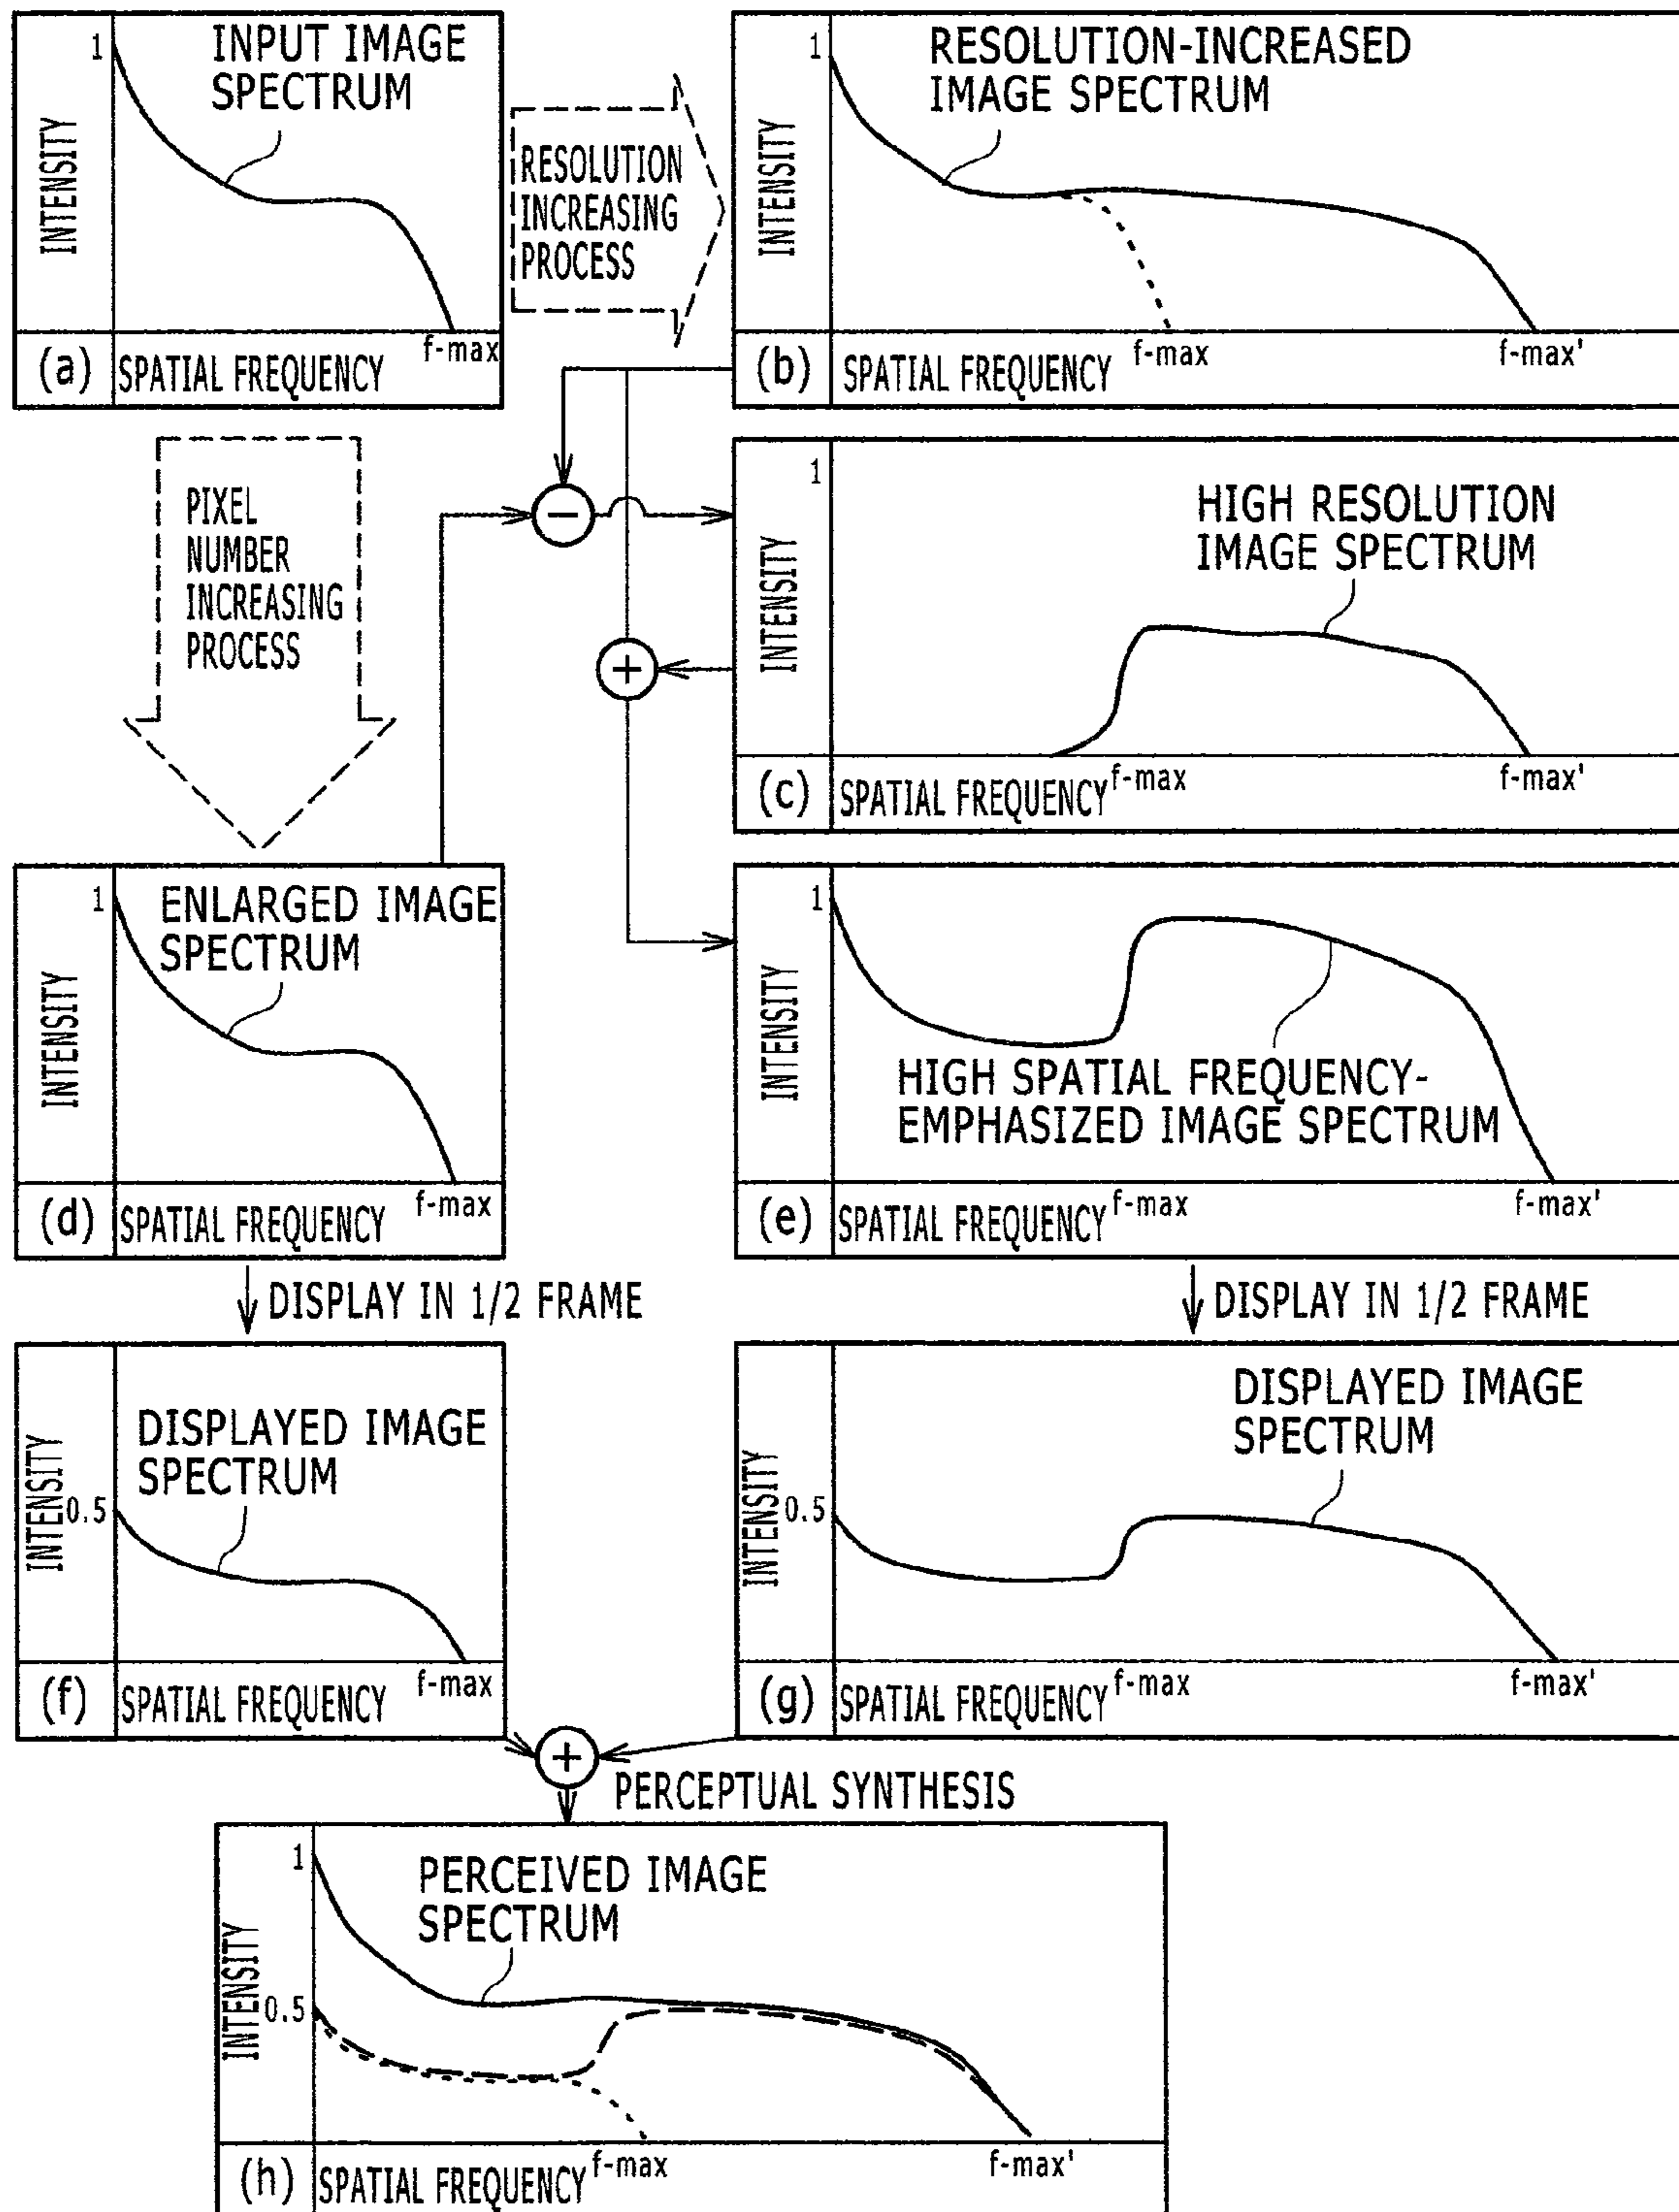 1
INPUT IMAGE
SPECTRUM
INTENSITY
(a)
SPATIAL FREQUENCY
f-max
RESOLUTION
INCREASING
PROCESS
1
RESOLUTION-INCREASED
IMAGE SPECTRUM
INTENSITY
(b)
SPATIAL FREQUENCY
f-max
f-max'
PIXEL
NUMBER
INCREASING
PROCESS
−
+
1
HIGH RESOLUTION
IMAGE SPECTRUM
INTENSITY
(c)
SPATIAL FREQUENCY
f-max
f-max'
1
ENLARGED IMAGE
SPECTRUM
INTENSITY
(d)
SPATIAL FREQUENCY
f-max
1
INTENSITY
HIGH SPATIAL FREQUENCY-
EMPHASIZED IMAGE SPECTRUM
(e)
SPATIAL FREQUENCY
f-max
f-max'
DISPLAY IN 1/2 FRAME
DISPLAY IN 1/2 FRAME
DISPLAYED IMAGE
SPECTRUM
INTENSITY
0.5
(f)
SPATIAL FREQUENCY
f-max
DISPLAYED IMAGE
SPECTRUM
INTENSITY
0.5
(g)
SPATIAL FREQUENCY
f-max
f-max'
+
PERCEPTUAL SYNTHESIS
1
PERCEIVED IMAGE
SPECTRUM
INTENSITY
0.5
(h)
SPATIAL FREQUENCY
f-max
f-max'